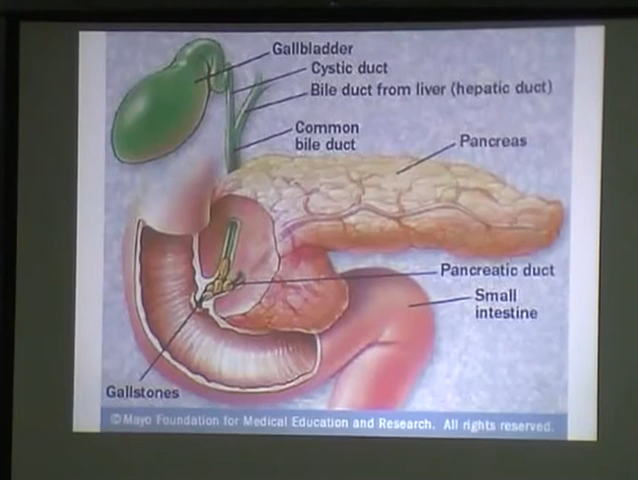 Gallbladder
Cystic duct
Bile duct from liver (hepatic duct)
Common
bile duct
Pancreas
Pancreatic duct
Small
intestine
Gallstones
©Mayo Foundation for Medical Education and Research. All rights reserved.